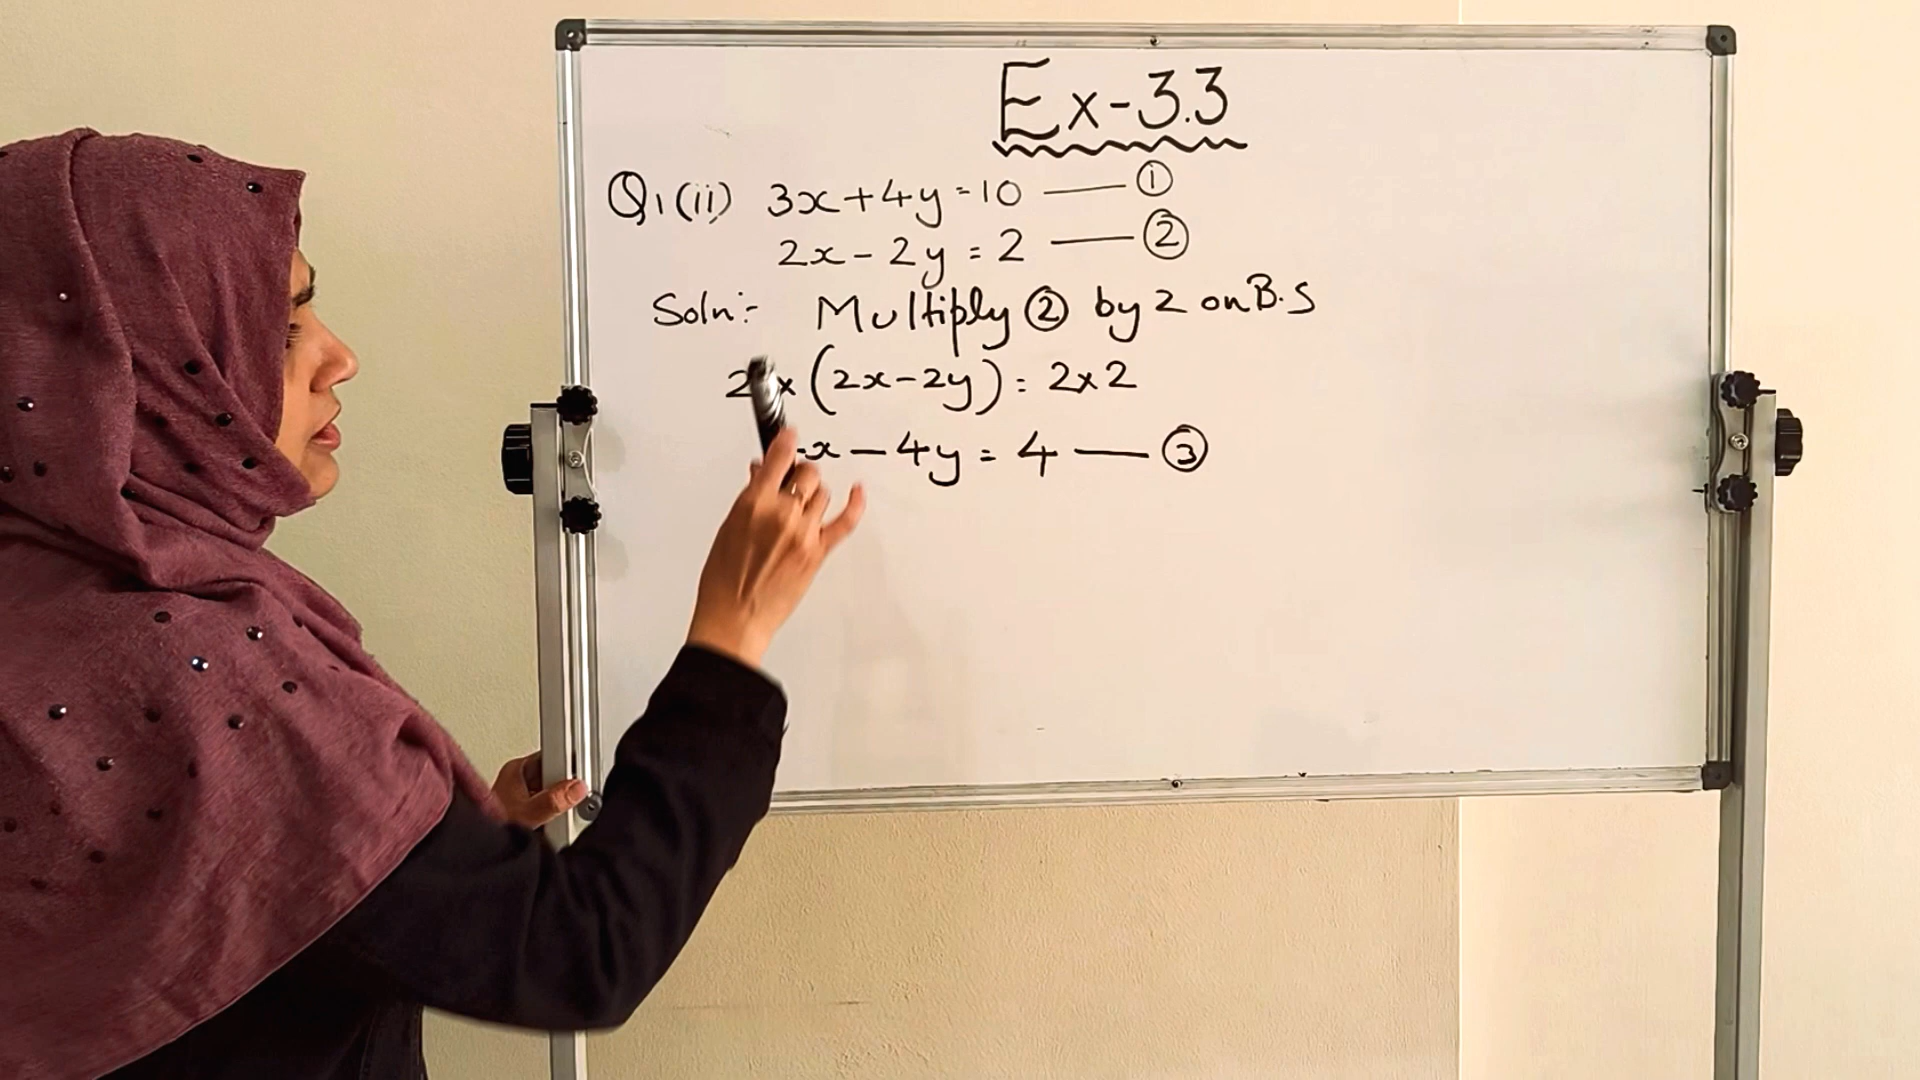 Ex-3.3
Q1(ii) 3x+4y=10 —— ①
2x-2y=2 —— ②
Soln:- Multiply ② by 2 on B.S
2x(2x-2y)=2x2
x-4y=4 —— ③